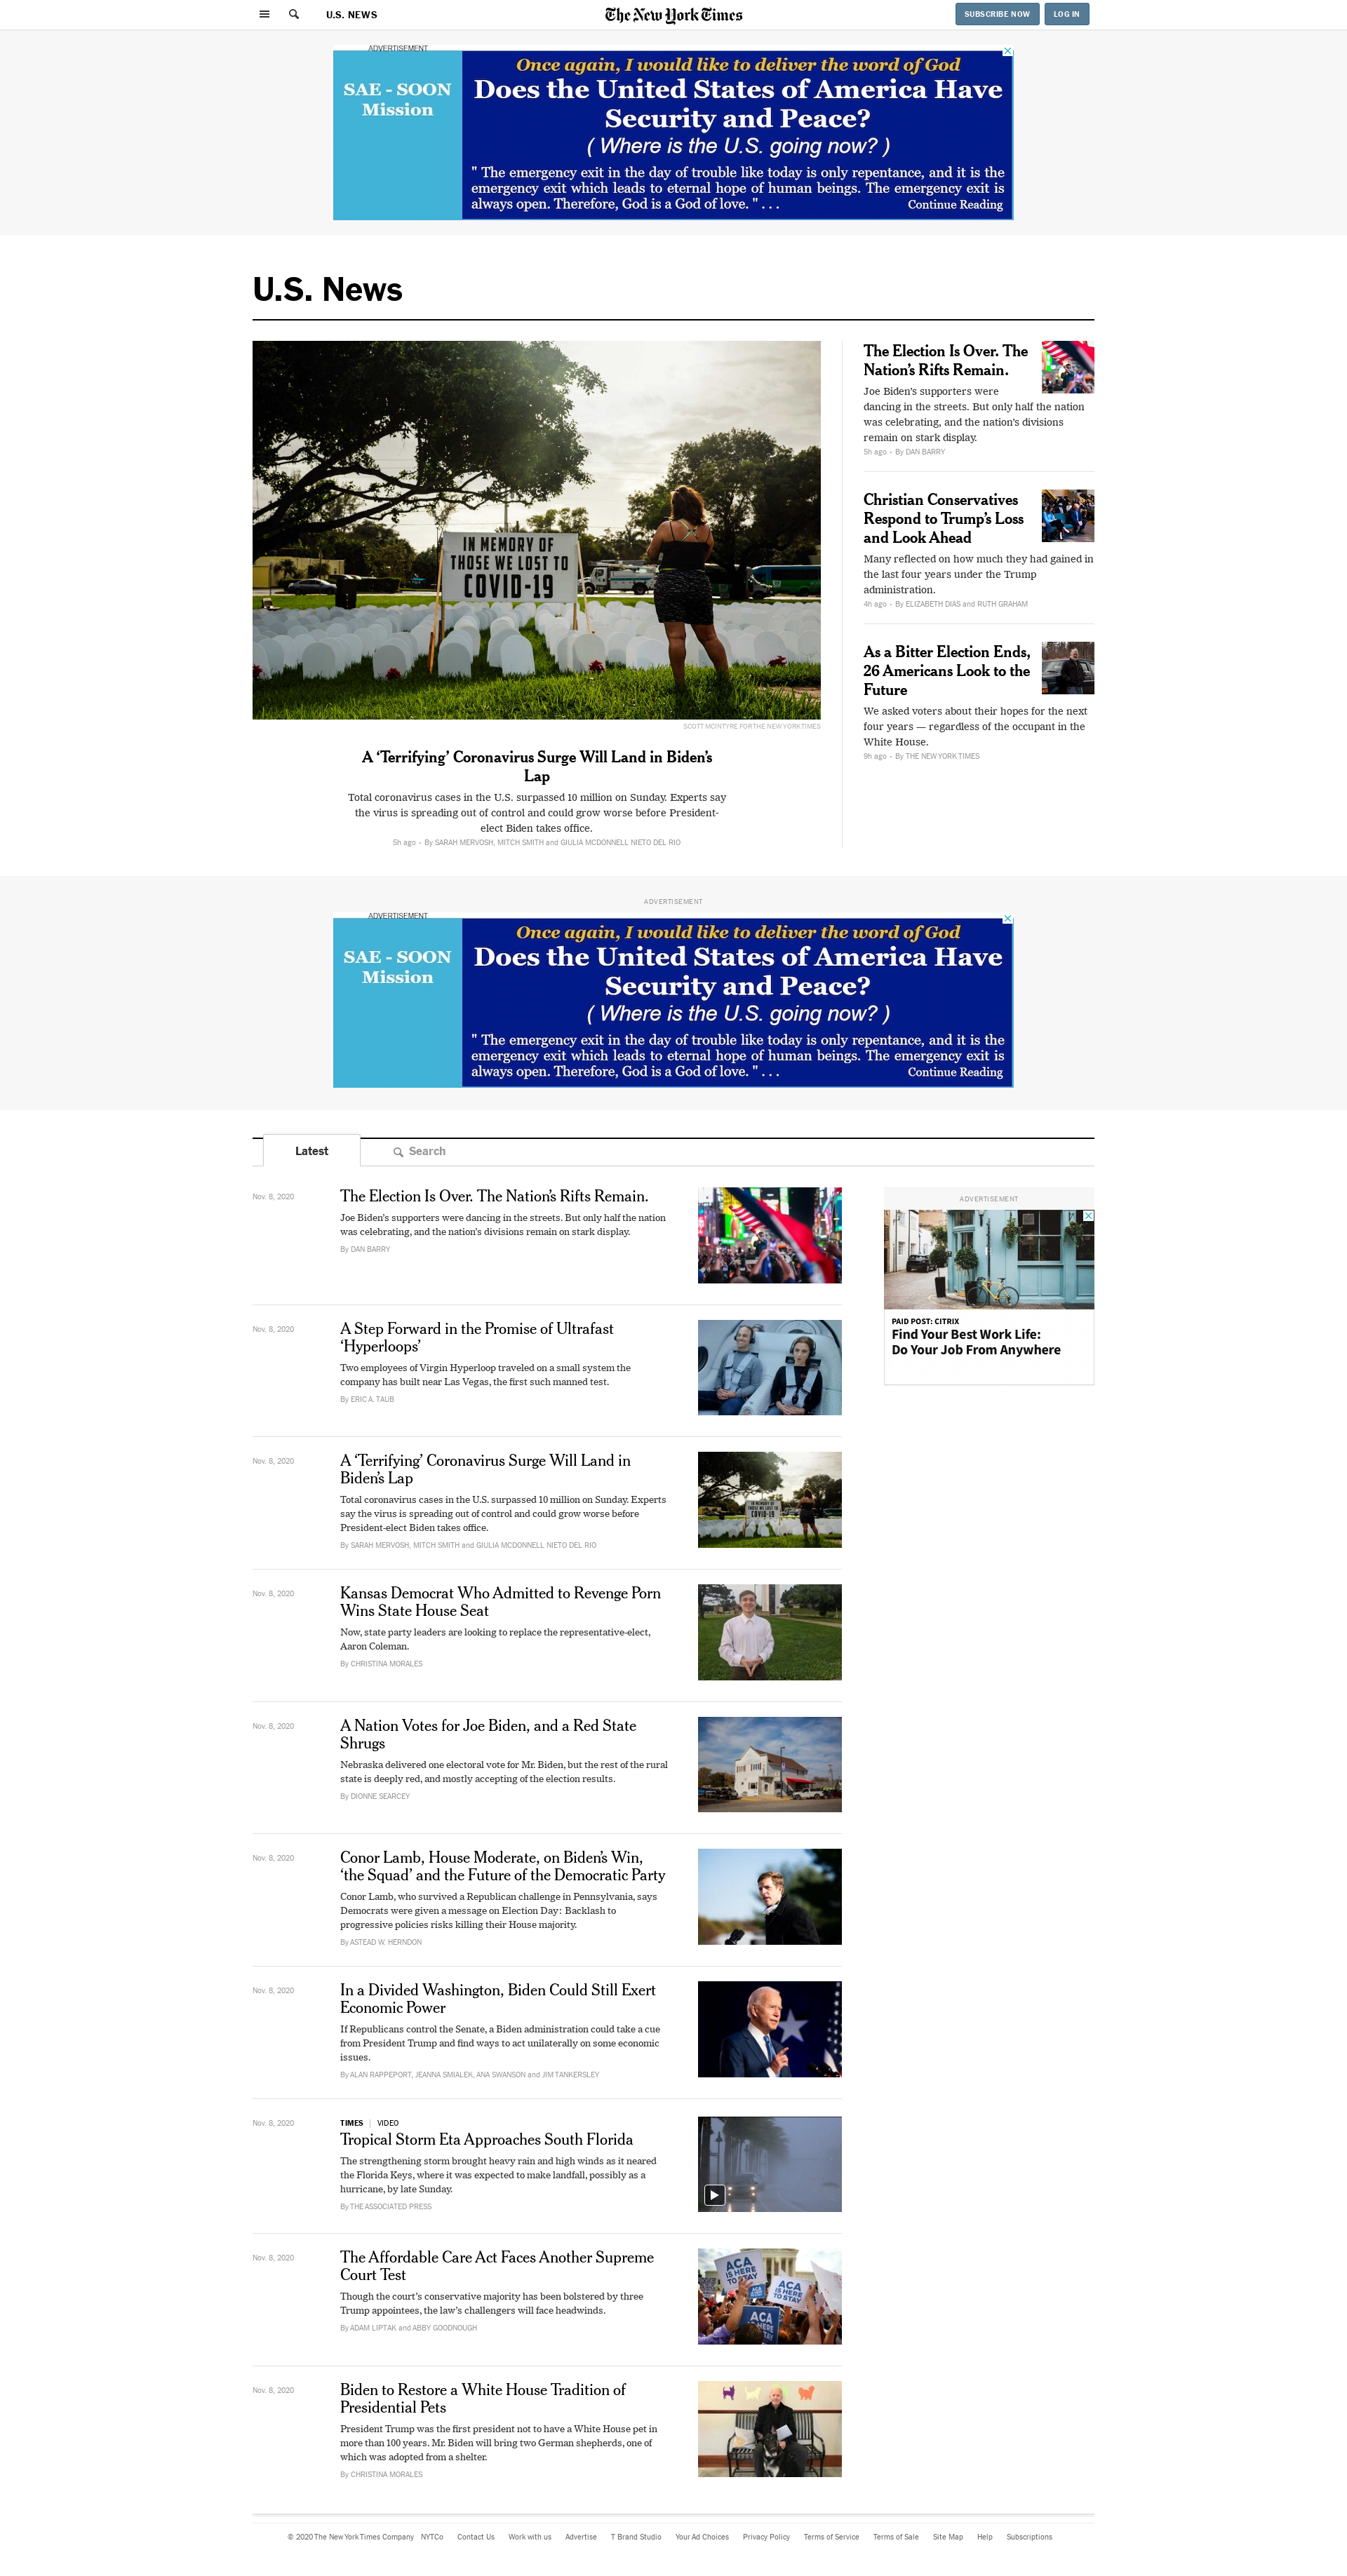 U.S. NEWS
The New York Times
SUBSCRIBE NOW
LOG IN
ADVERTISEMENT
SAE - SOON
Mission
Once again, I would like to deliver the word of God
Does the United States of America Have
Security and Peace?
( Where is the U.S. going now? )
" The emergency exit in the day of trouble like today is only repentance, and it is the
emergency exit which leads to eternal hope of human beings. The emergency exit is
always open. Therefore, God is a God of love. " . . .
Continue Reading
U.S. News
IN MEMORY OF
THOSE WE LOST TO
COVID-19
SCOTT MCINTYRE FOR THE NEW YORK TIMES
A ‘Terrifying’ Coronavirus Surge Will Land in Biden’s
Lap
Total coronavirus cases in the U.S. surpassed 10 million on Sunday. Experts say
the virus is spreading out of control and could grow worse before President-
elect Biden takes office.
5h ago - By SARAH MERVOSH, MITCH SMITH and GIULIA MCDONNELL NIETO DEL RIO
The Election Is Over. The
Nation’s Rifts Remain.
Joe Biden’s supporters were
dancing in the streets. But only half the nation
was celebrating, and the nation’s divisions
remain on stark display.
5h ago - By DAN BARRY
Christian Conservatives
Respond to Trump’s Loss
and Look Ahead
Many reflected on how much they had gained in
the last four years under the Trump
administration.
4h ago - By ELIZABETH DIAS and RUTH GRAHAM
As a Bitter Election Ends,
26 Americans Look to the
Future
We asked voters about their hopes for the next
four years — regardless of the occupant in the
White House.
9h ago - By THE NEW YORK TIMES
ADVERTISEMENT
ADVERTISEMENT
SAE - SOON
Mission
Once again, I would like to deliver the word of God
Does the United States of America Have
Security and Peace?
( Where is the U.S. going now? )
" The emergency exit in the day of trouble like today is only repentance, and it is the
emergency exit which leads to eternal hope of human beings. The emergency exit is
always open. Therefore, God is a God of love. " . . .
Continue Reading
Latest
Search
Nov. 8, 2020
The Election Is Over. The Nation’s Rifts Remain.
Joe Biden’s supporters were dancing in the streets. But only half the nation
was celebrating, and the nation’s divisions remain on stark display.
By DAN BARRY
ADVERTISEMENT
PAID POST: CITRIX
Find Your Best Work Life:
Do Your Job From Anywhere
Nov. 8, 2020
A Step Forward in the Promise of Ultrafast
‘Hyperloops’
Two employees of Virgin Hyperloop traveled on a small system the
company has built near Las Vegas, the first such manned test.
By ERIC A. TAUB
Nov. 8, 2020
A ‘Terrifying’ Coronavirus Surge Will Land in
Biden’s Lap
Total coronavirus cases in the U.S. surpassed 10 million on Sunday. Experts
say the virus is spreading out of control and could grow worse before
President-elect Biden takes office.
By SARAH MERVOSH, MITCH SMITH and GIULIA MCDONNELL NIETO DEL RIO
IN MEMORY OF
THOSE WE LOST TO
COVID-19
Nov. 8, 2020
Kansas Democrat Who Admitted to Revenge Porn
Wins State House Seat
Now, state party leaders are looking to replace the representative-elect,
Aaron Coleman.
By CHRISTINA MORALES
Nov. 8, 2020
A Nation Votes for Joe Biden, and a Red State
Shrugs
Nebraska delivered one electoral vote for Mr. Biden, but the rest of the rural
state is deeply red, and mostly accepting of the election results.
By DIONNE SEARCEY
Nov. 8, 2020
Conor Lamb, House Moderate, on Biden’s Win,
‘the Squad’ and the Future of the Democratic Party
Conor Lamb, who survived a Republican challenge in Pennsylvania, says
Democrats were given a message on Election Day: Backlash to
progressive policies risks killing their House majority.
By ASTEAD W. HERNDON
Nov. 8, 2020
In a Divided Washington, Biden Could Still Exert
Economic Power
If Republicans control the Senate, a Biden administration could take a cue
from President Trump and find ways to act unilaterally on some economic
issues.
By ALAN RAPPEPORT, JEANNA SMIALEK, ANA SWANSON and JIM TANKERSLEY
Nov. 8, 2020
TIMES | VIDEO
Tropical Storm Eta Approaches South Florida
The strengthening storm brought heavy rain and high winds as it neared
the Florida Keys, where it was expected to make landfall, possibly as a
hurricane, by late Sunday.
By THE ASSOCIATED PRESS
Nov. 8, 2020
The Affordable Care Act Faces Another Supreme
Court Test
Though the court’s conservative majority has been bolstered by three
Trump appointees, the law’s challengers will face headwinds.
By ADAM LIPTAK and ABBY GOODNOUGH
ACA
IS HERE
TO STAY
ACA
IS HERE
TO STAY
ACA
IS HERE
TO STAY
Nov. 8, 2020
Biden to Restore a White House Tradition of
Presidential Pets
President Trump was the first president not to have a White House pet in
more than 100 years. Mr. Biden will bring two German shepherds, one of
which was adopted from a shelter.
By CHRISTINA MORALES
© 2020 The New York Times Company NYTCo Contact Us Work with us Advertise T Brand Studio Your Ad Choices Privacy Policy Terms of Service Terms of Sale Site Map Help Subscriptions